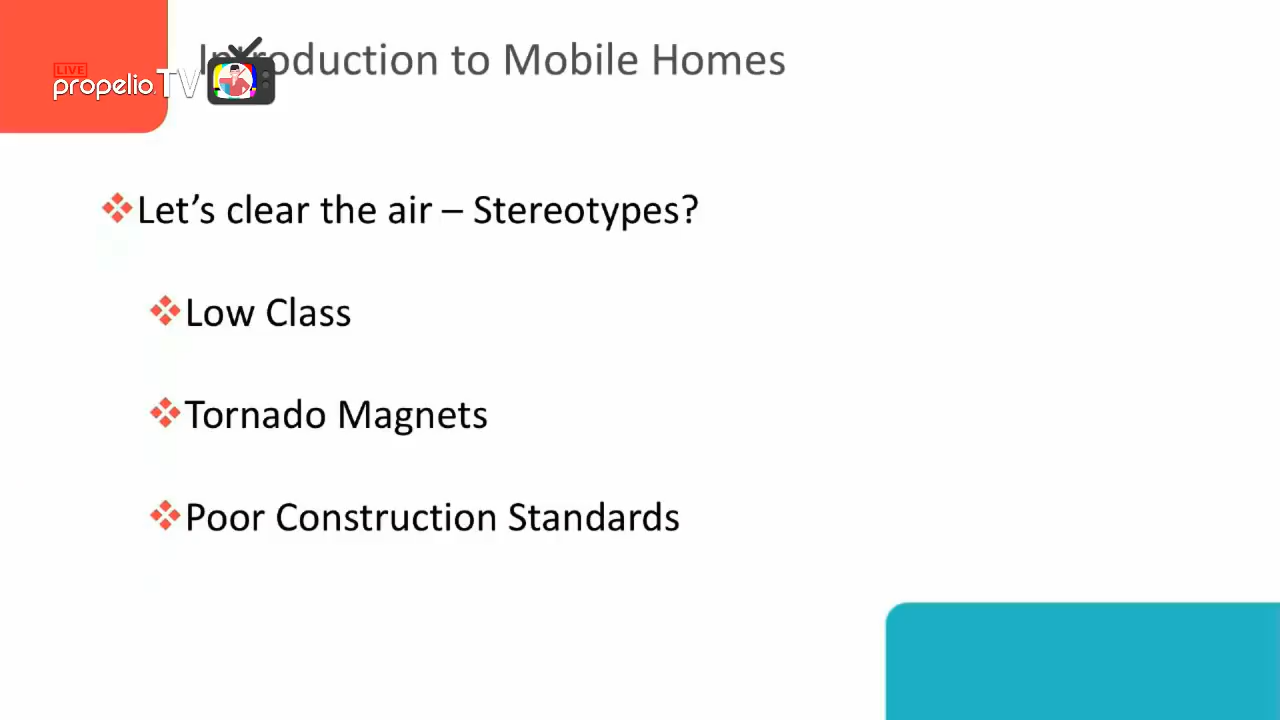 Introduction to Mobile Homes
LIVE
propelio.TV
Let’s clear the air – Stereotypes?
Low Class
Tornado Magnets
Poor Construction Standards